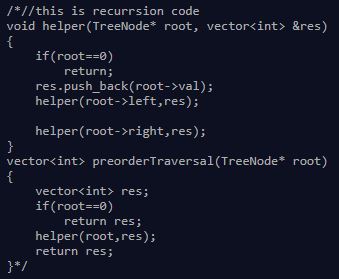 /*//this is recurrsion code
void helper(TreeNode* root, vector<int> &res)
{
    if(root==0)
        return;
    res.push_back(root->val);
    helper(root->left,res);

    helper(root->right,res);
}
vector<int> preorderTraversal(TreeNode* root)
{
    vector<int> res;
    if(root==0)
        return res;
    helper(root,res);
    return res;
}*/